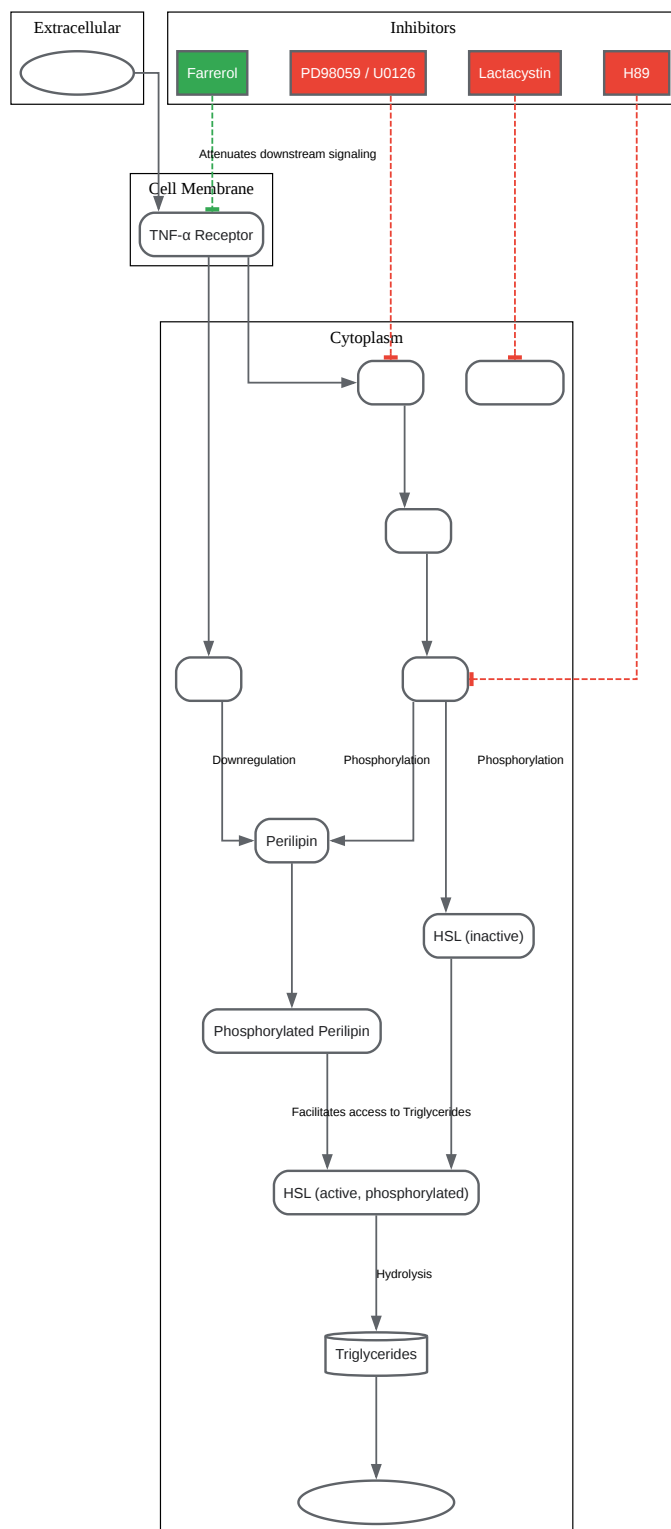 Extracellular
Inhibitors
Farrerol
PD98059 / U0126
Lactacystin
H89
Attenuates downstream signaling
Cell Membrane
TNF-α Receptor
Cytoplasm
Downregulation
Phosphorylation
Phosphorylation
Perilipin
HSL (inactive)
Phosphorylated Perilipin
Facilitates access to Triglycerides
HSL (active, phosphorylated)
Hydrolysis
Triglycerides